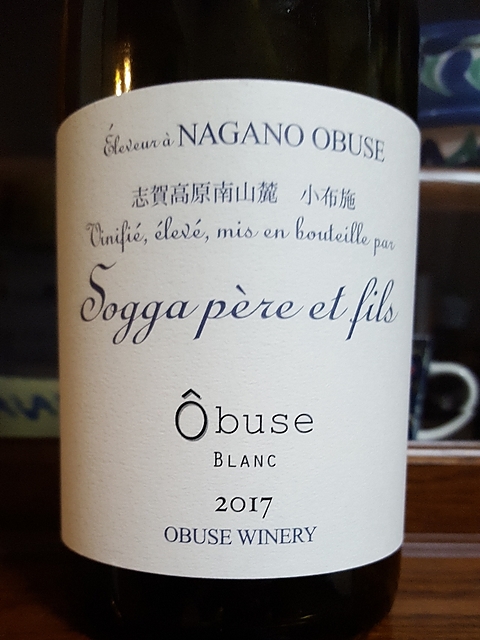 Éleveur à NAGANO OBUSE
志賀高原南山麓 小布施
Vinifié, élevé, mis en bouteille par
Sogga père et fils
Ôbuse
BLANC
2017
OBUSE WINERY